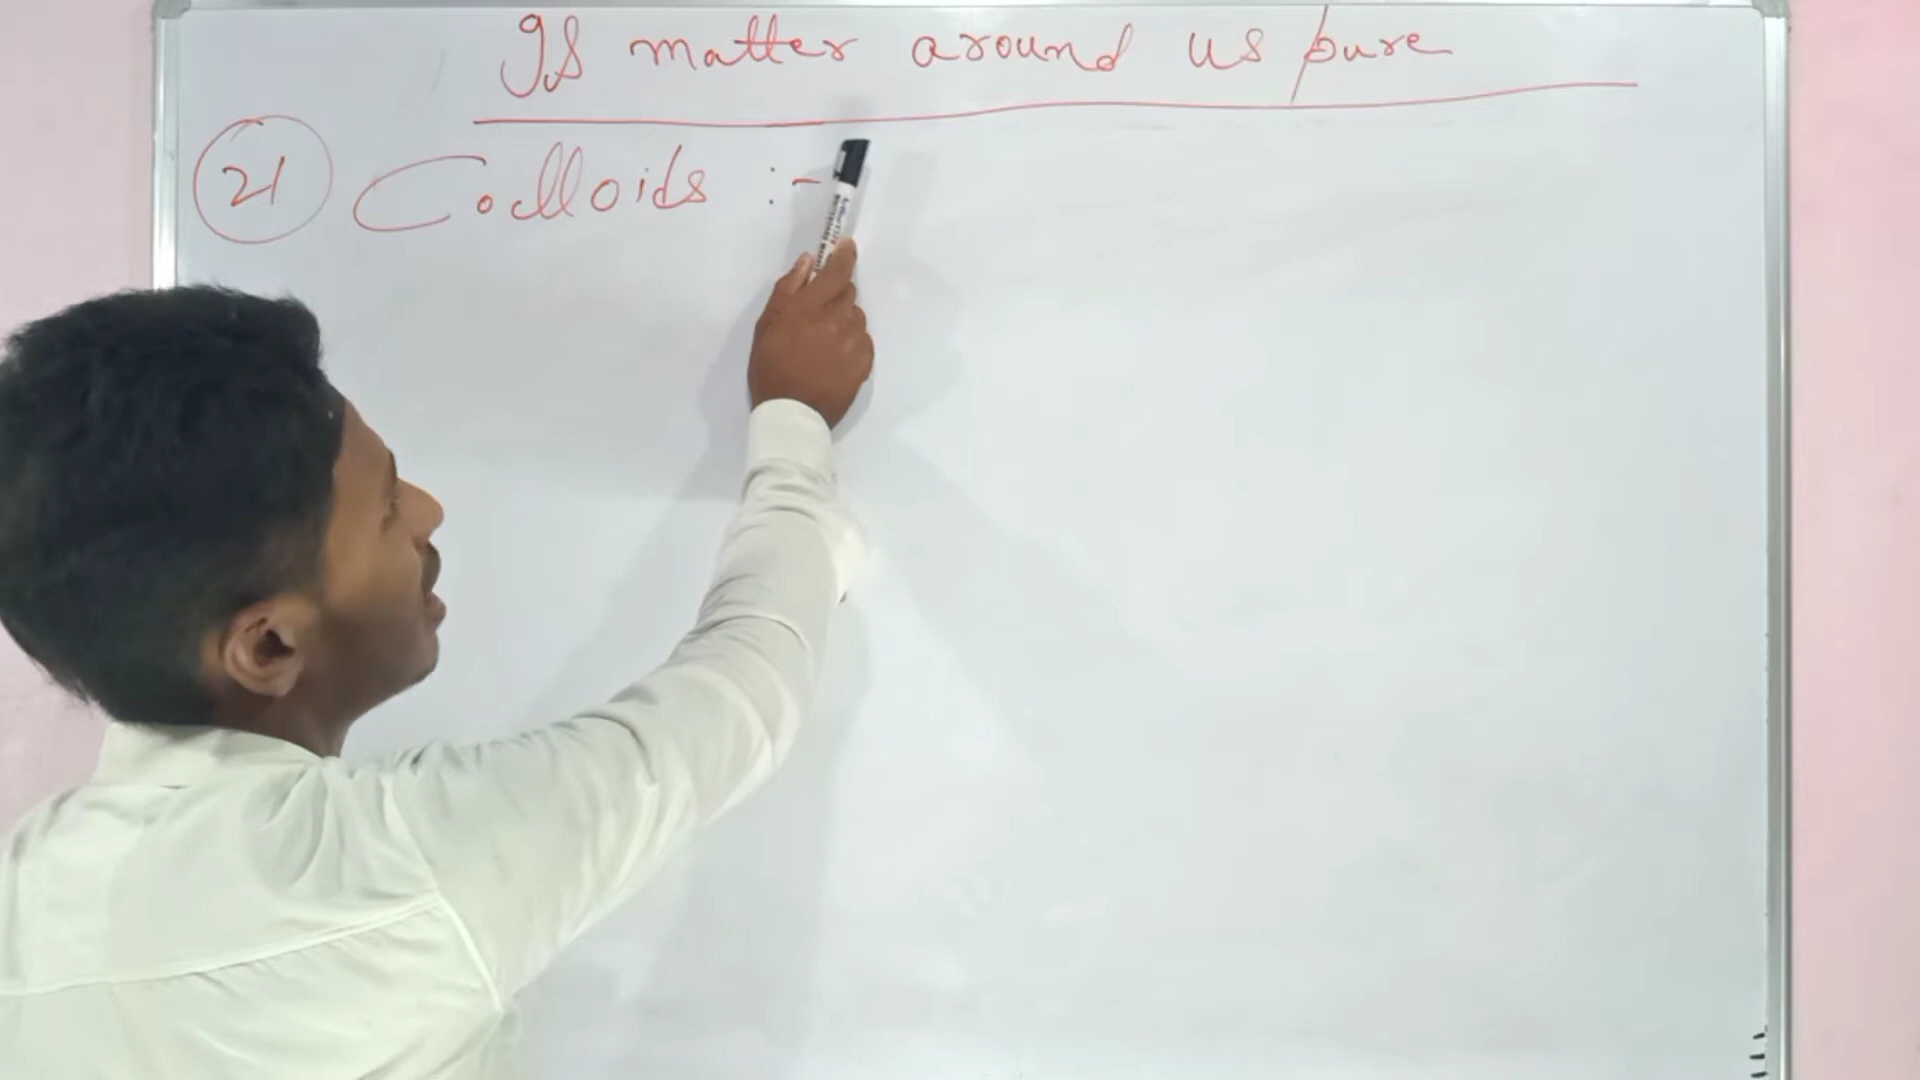 Is matter around us pure
21 Colloids :-